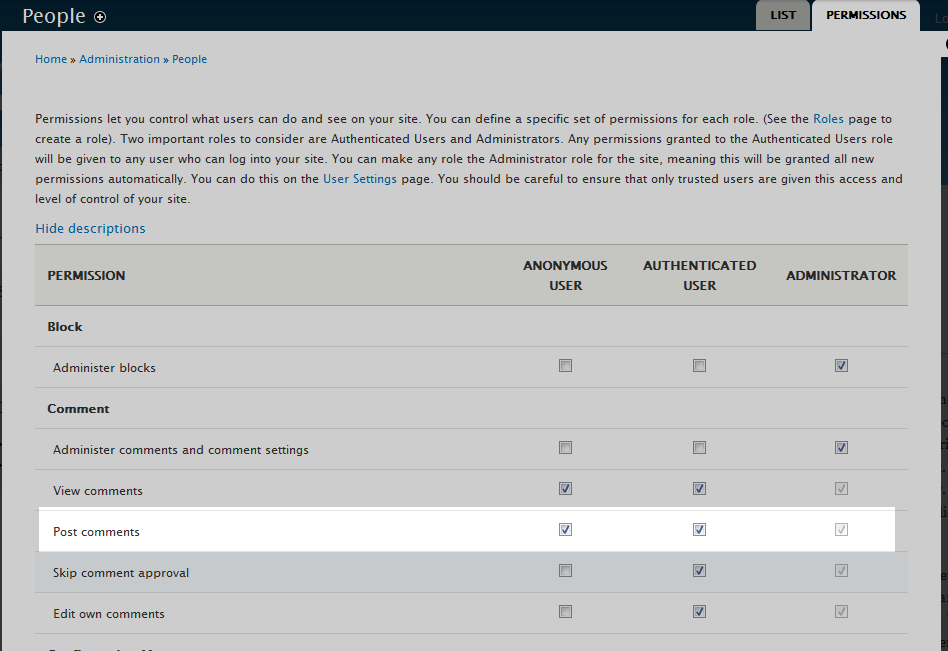 People
LIST
PERMISSIONS
Home » Administration » People
Permissions let you control what users can do and see on your site. You can define a specific set of permissions for each role. (See the Roles page to
create a role). Two important roles to consider are Authenticated Users and Administrators. Any permissions granted to the Authenticated Users role
will be given to any user who can log into your site. You can make any role the Administrator role for the site, meaning this will be granted all new
permissions automatically. You can do this on the User Settings page. You should be careful to ensure that only trusted users are given this access and
level of control of your site.
Hide descriptions
PERMISSION
ANONYMOUS
USER
AUTHENTICATED
USER
ADMINISTRATOR
Block
Administer blocks
Comment
Administer comments and comment settings
View comments
Post comments
Skip comment approval
Edit own comments